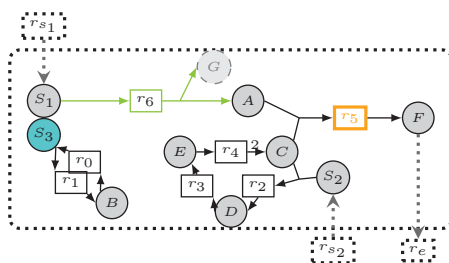 r_{s_1}
G
S_1
r_6
A
r_5
F
S_3
r_0
E
r_4
2
C
r_1
r_3
r_2
S_2
B
D
r_{s_2}
r_e